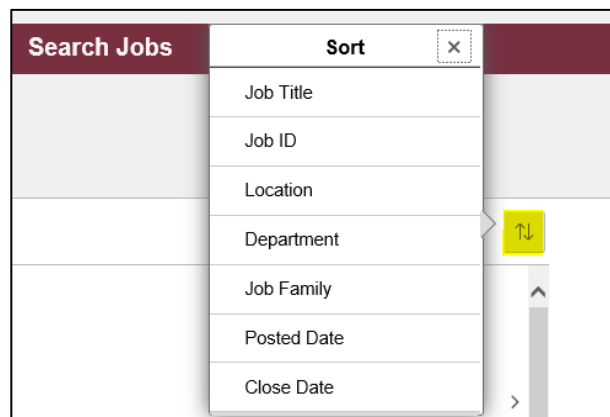 Search Jobs
Sort
Job Title
Job ID
Location
Department
Job Family
Posted Date
Close Date